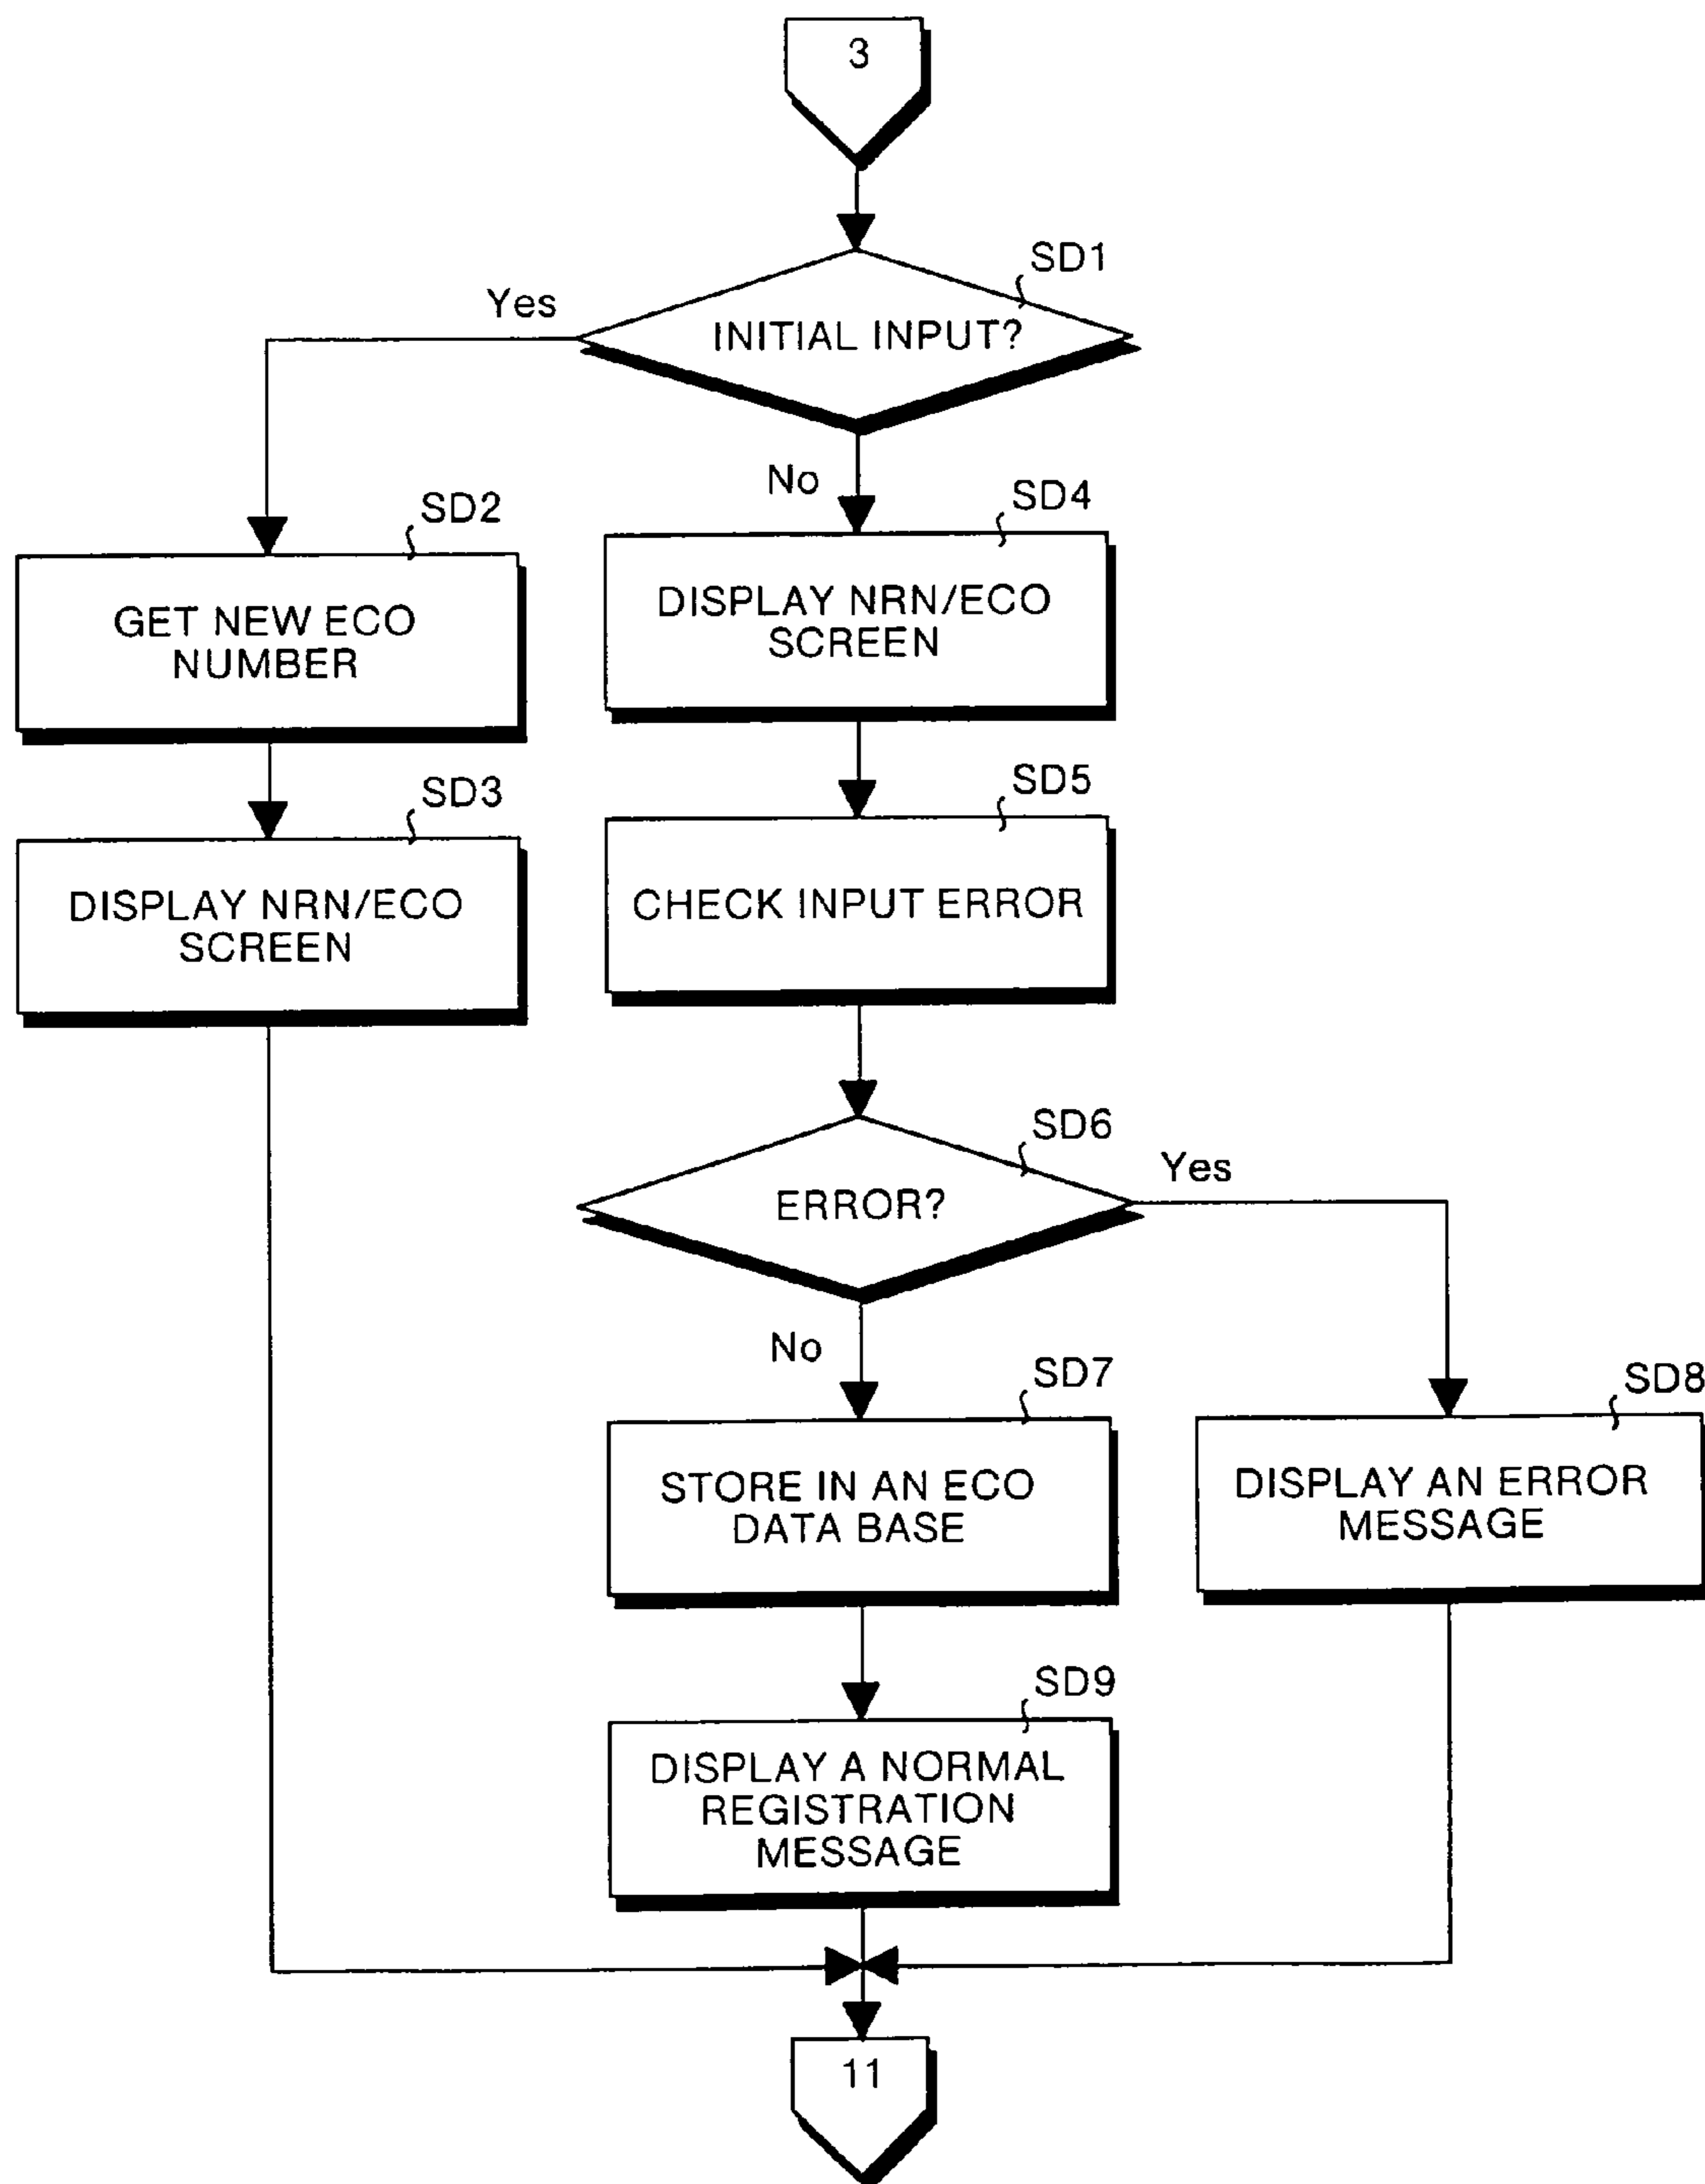 3
SD1
Yes
INITIAL INPUT?
No
SD2
SD4
GET NEW ECO
NUMBER
DISPLAY NRN/ECO
SCREEN
SD3
SD5
DISPLAY NRN/ECO
SCREEN
CHECK INPUT ERROR
SD6
Yes
ERROR?
No
SD7
SD8
STORE IN AN ECO
DATA BASE
DISPLAY AN ERROR
MESSAGE
SD9
DISPLAY A NORMAL
REGISTRATION
MESSAGE
11